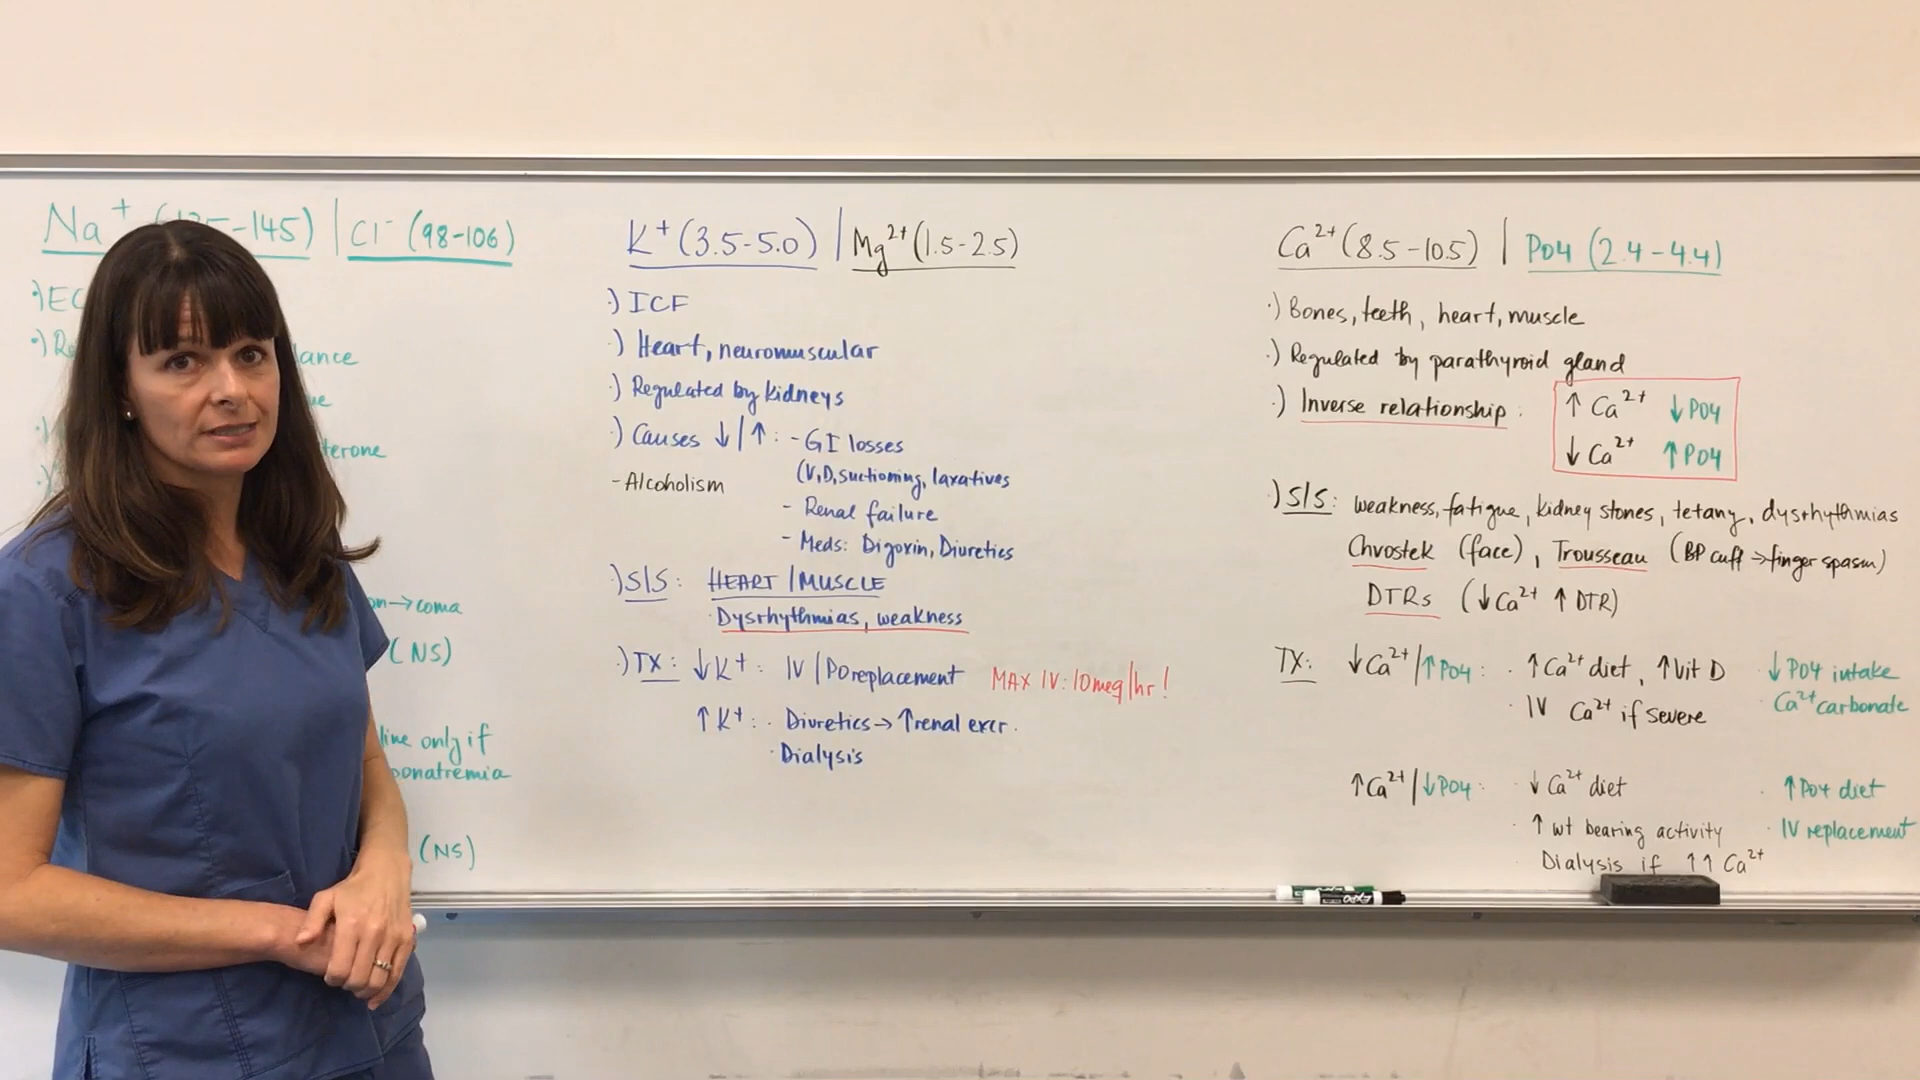 Na⁺ -145) | Cl⁻ (98-106)
·)
·)
lance
terone
→coma
(NS)
line only if
ponatremia
(NS)
K⁺ (3.5-5.0) | Mg²⁺ (1.5-2.5)
·) ICF
·) Heart, neuromuscular
·) Regulated by kidneys
·) Causes ↓/↑: - GI losses
- Alcoholism (V,D, suctioning, laxatives
- Renal failure
- Meds: Digoxin, Diuretics
·) S/S: HEART/MUSCLE
· Dysrhythmias, weakness
·) TX: ↓K⁺: IV/PO replacement MAX IV: 10meq/hr!
↑K⁺: · Diuretics → ↑renal excr.
· Dialysis
Ca²⁺ (8.5-10.5) | PO4 (2.4-4.4)
·) Bones, teeth, heart, muscle
·) Regulated by parathyroid gland
·) Inverse relationship: ↑ Ca²⁺ ↓ PO4
↓ Ca²⁺ ↑ PO4
·) S/S: weakness, fatigue, kidney stones, tetany, dysrhythmias
Chvostek (face), Trousseau (BP cuff → finger spasm)
DTRs (↓Ca²⁺ ↑ DTR)
TX: ↓Ca²⁺/↑PO4: · ↑Ca²⁺ diet, ↑Vit D · ↓ PO4 intake
· IV Ca²⁺ if severe · Ca²⁺ carbonate
↑Ca²⁺/↓PO4: · ↓ Ca²⁺ diet · ↑ PO4 diet
· ↑ wt bearing activity · IV replacement
Dialysis if ↑↑ Ca²⁺
EXPO